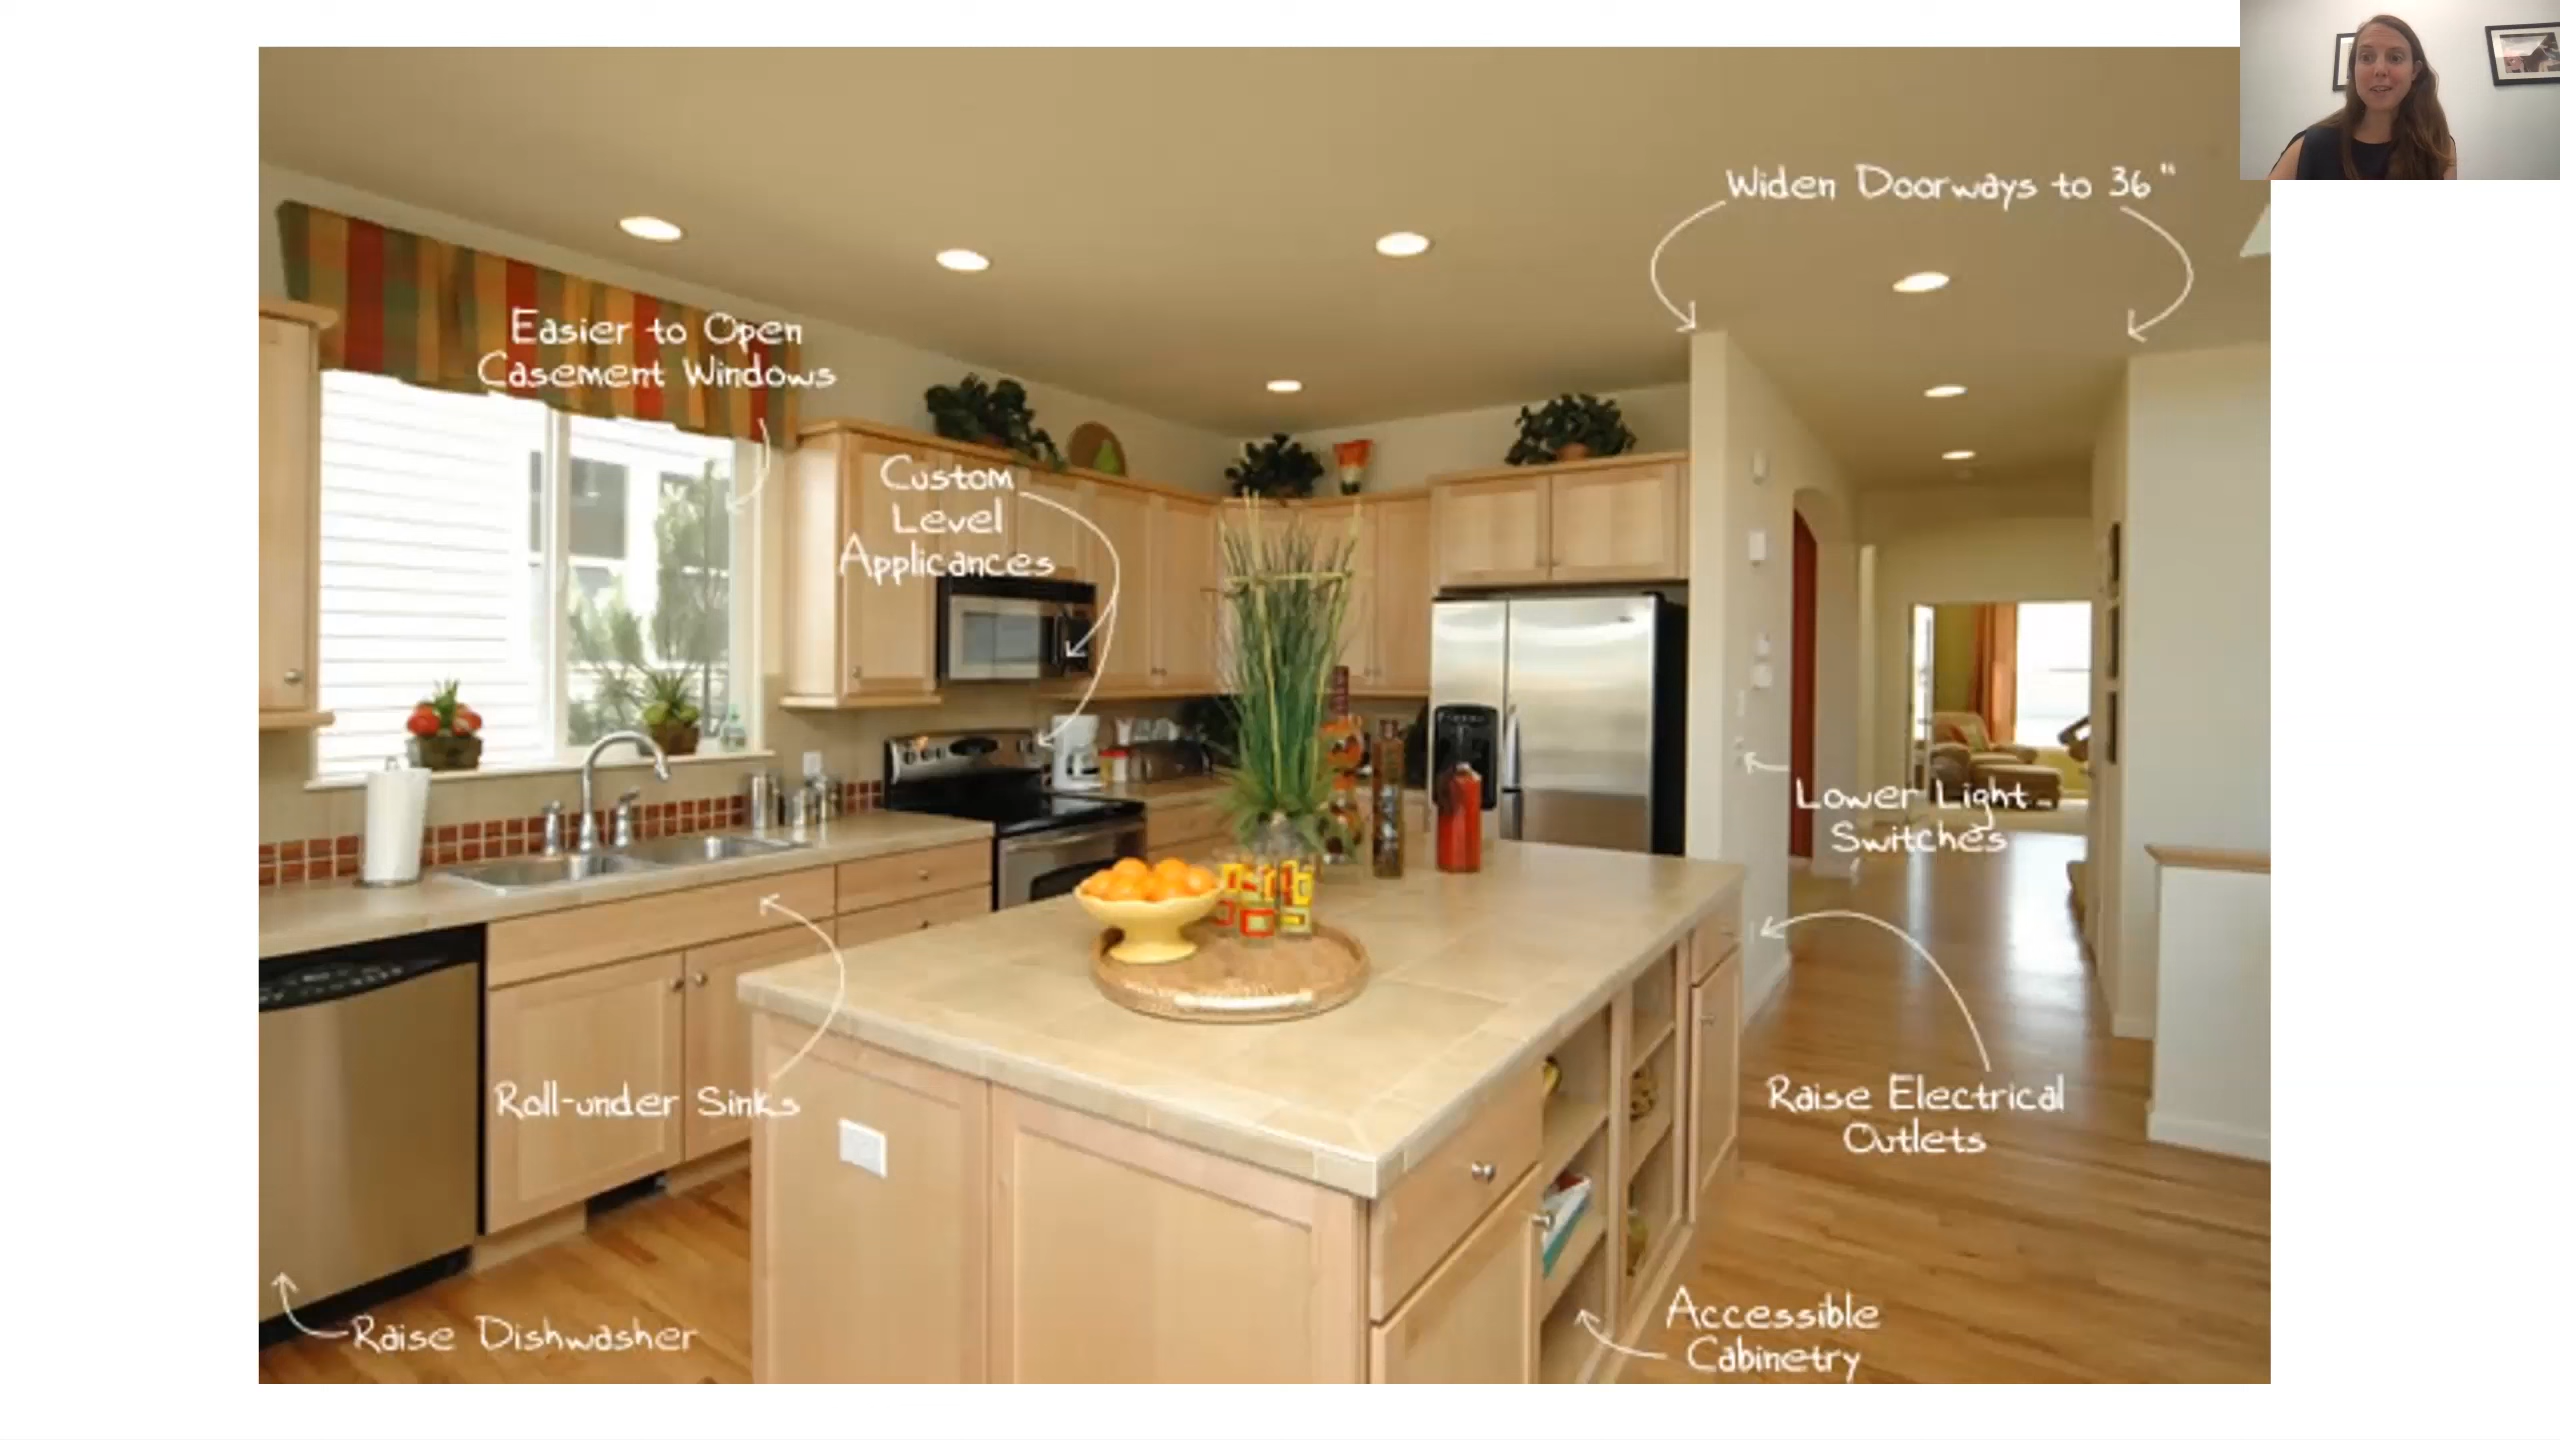 Widen Doorways to 36"
Easier to Open
Casement Windows
Custom
Level
Applicances
Lower Light
Switches
Roll-under Sinks
Raise Electrical
Outlets
Raise Dishwasher
Accessible
Cabinetry